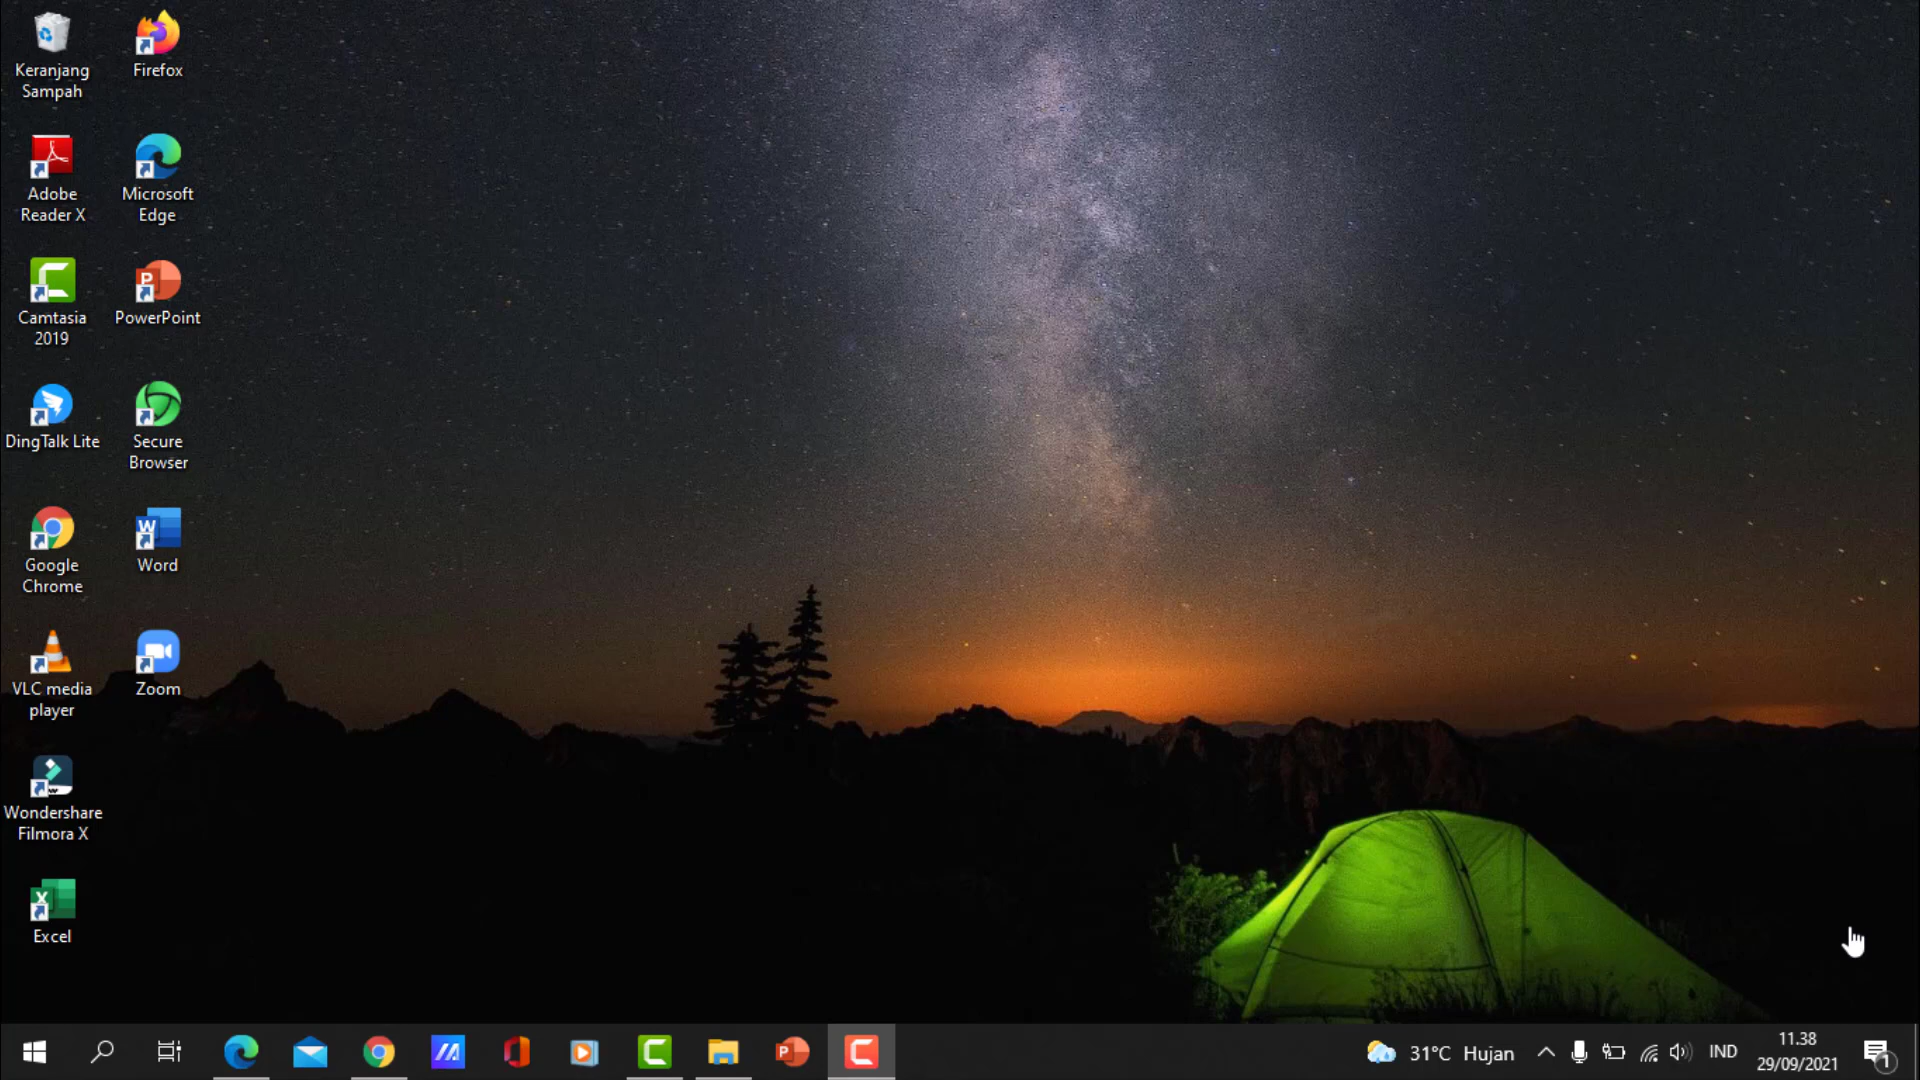 Keranjang
Sampah
Firefox
Adobe
Reader X
Microsoft
Edge
Camtasia
2019
PowerPoint
DingTalk Lite
Secure
Browser
Google
Chrome
Word
VLC media
player
Zoom
Wondershare
Filmora X
Excel
31°C Hujan
IND
11.38
29/09/2021
1